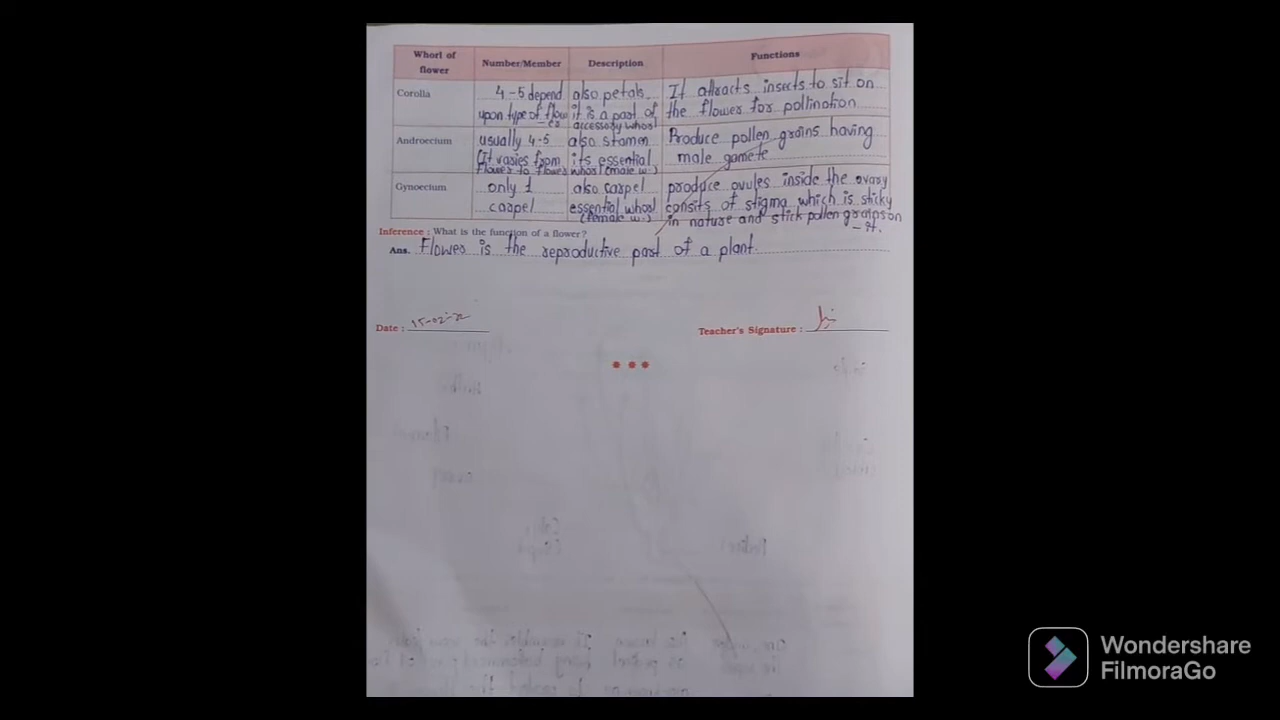 Whorl of flower	Number/Member	Description	Functions
Corolla	4-5 depend	also petals	It attracts insects to sit on
upon type of flow	it is a part of	the flower for pollination
-er	accessory whorl
Androecium	usually 4-5	also stamen	Produce pollen grains having
(It varies from	its essential	male gamete
flower to flower	whorl (male w.)
Gynoecium	only 1	also carpel	produce ovules inside the ovary
carpel	essential whorl	consits of stigma which is sticky
(female w.)	in nature and stick pollen grains on
- it.
Inference : What is the function of a flower?
Ans. Flower is the reproductive part of a plant.
Date : 15-02-22
Teacher's Signature :
Wondershare
FilmoraGo